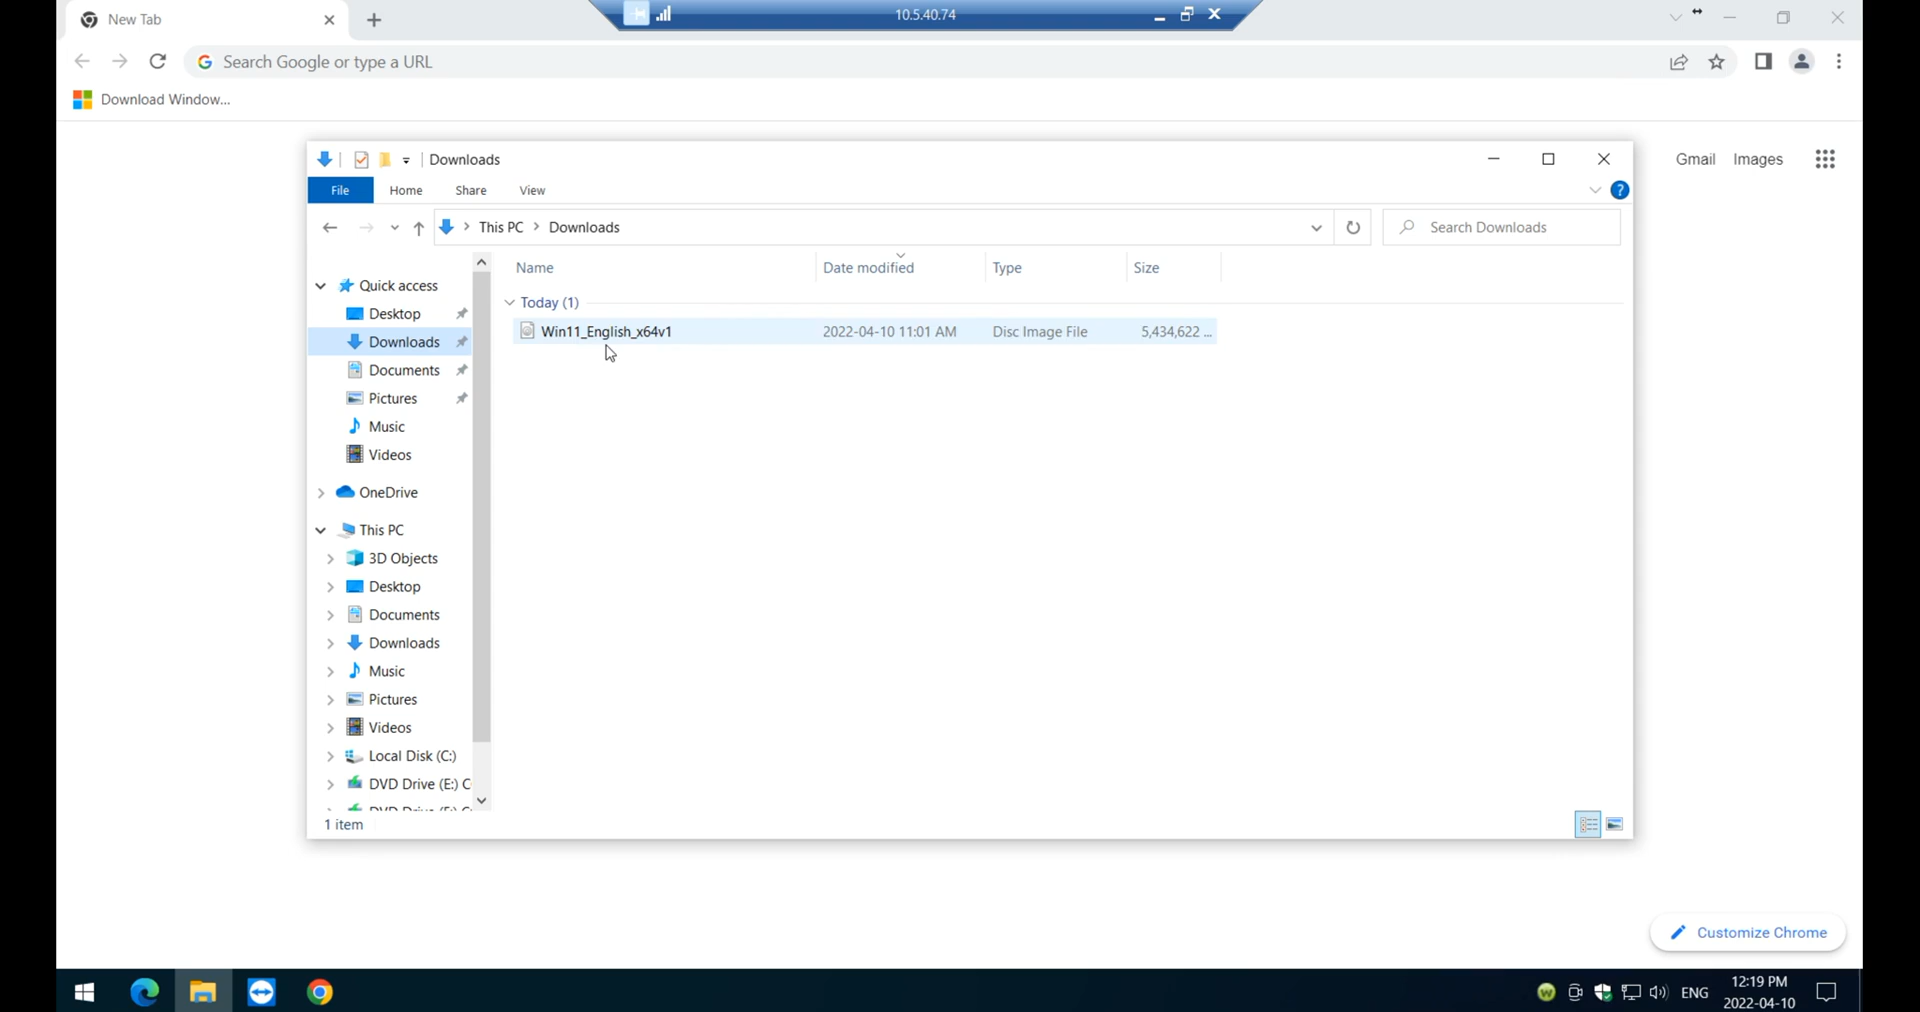 New Tab
10.5.40.74
Search Google or type a URL
Download Window...
Downloads
Gmail Images
File Home Share View
This PC > Downloads
Search Downloads
Name Date modified Type Size
Quick access
Today (1)
Desktop
Win11_English_x64v1 2022-04-10 11:01 AM Disc Image File 5,434,622 ...
Downloads
Documents
Pictures
Music
Videos
OneDrive
This PC
3D Objects
Desktop
Documents
Downloads
Music
Pictures
Videos
Local Disk (C:)
DVD Drive (E:) C
1 item
Customize Chrome
ENG
12:19 PM
2022-04-10